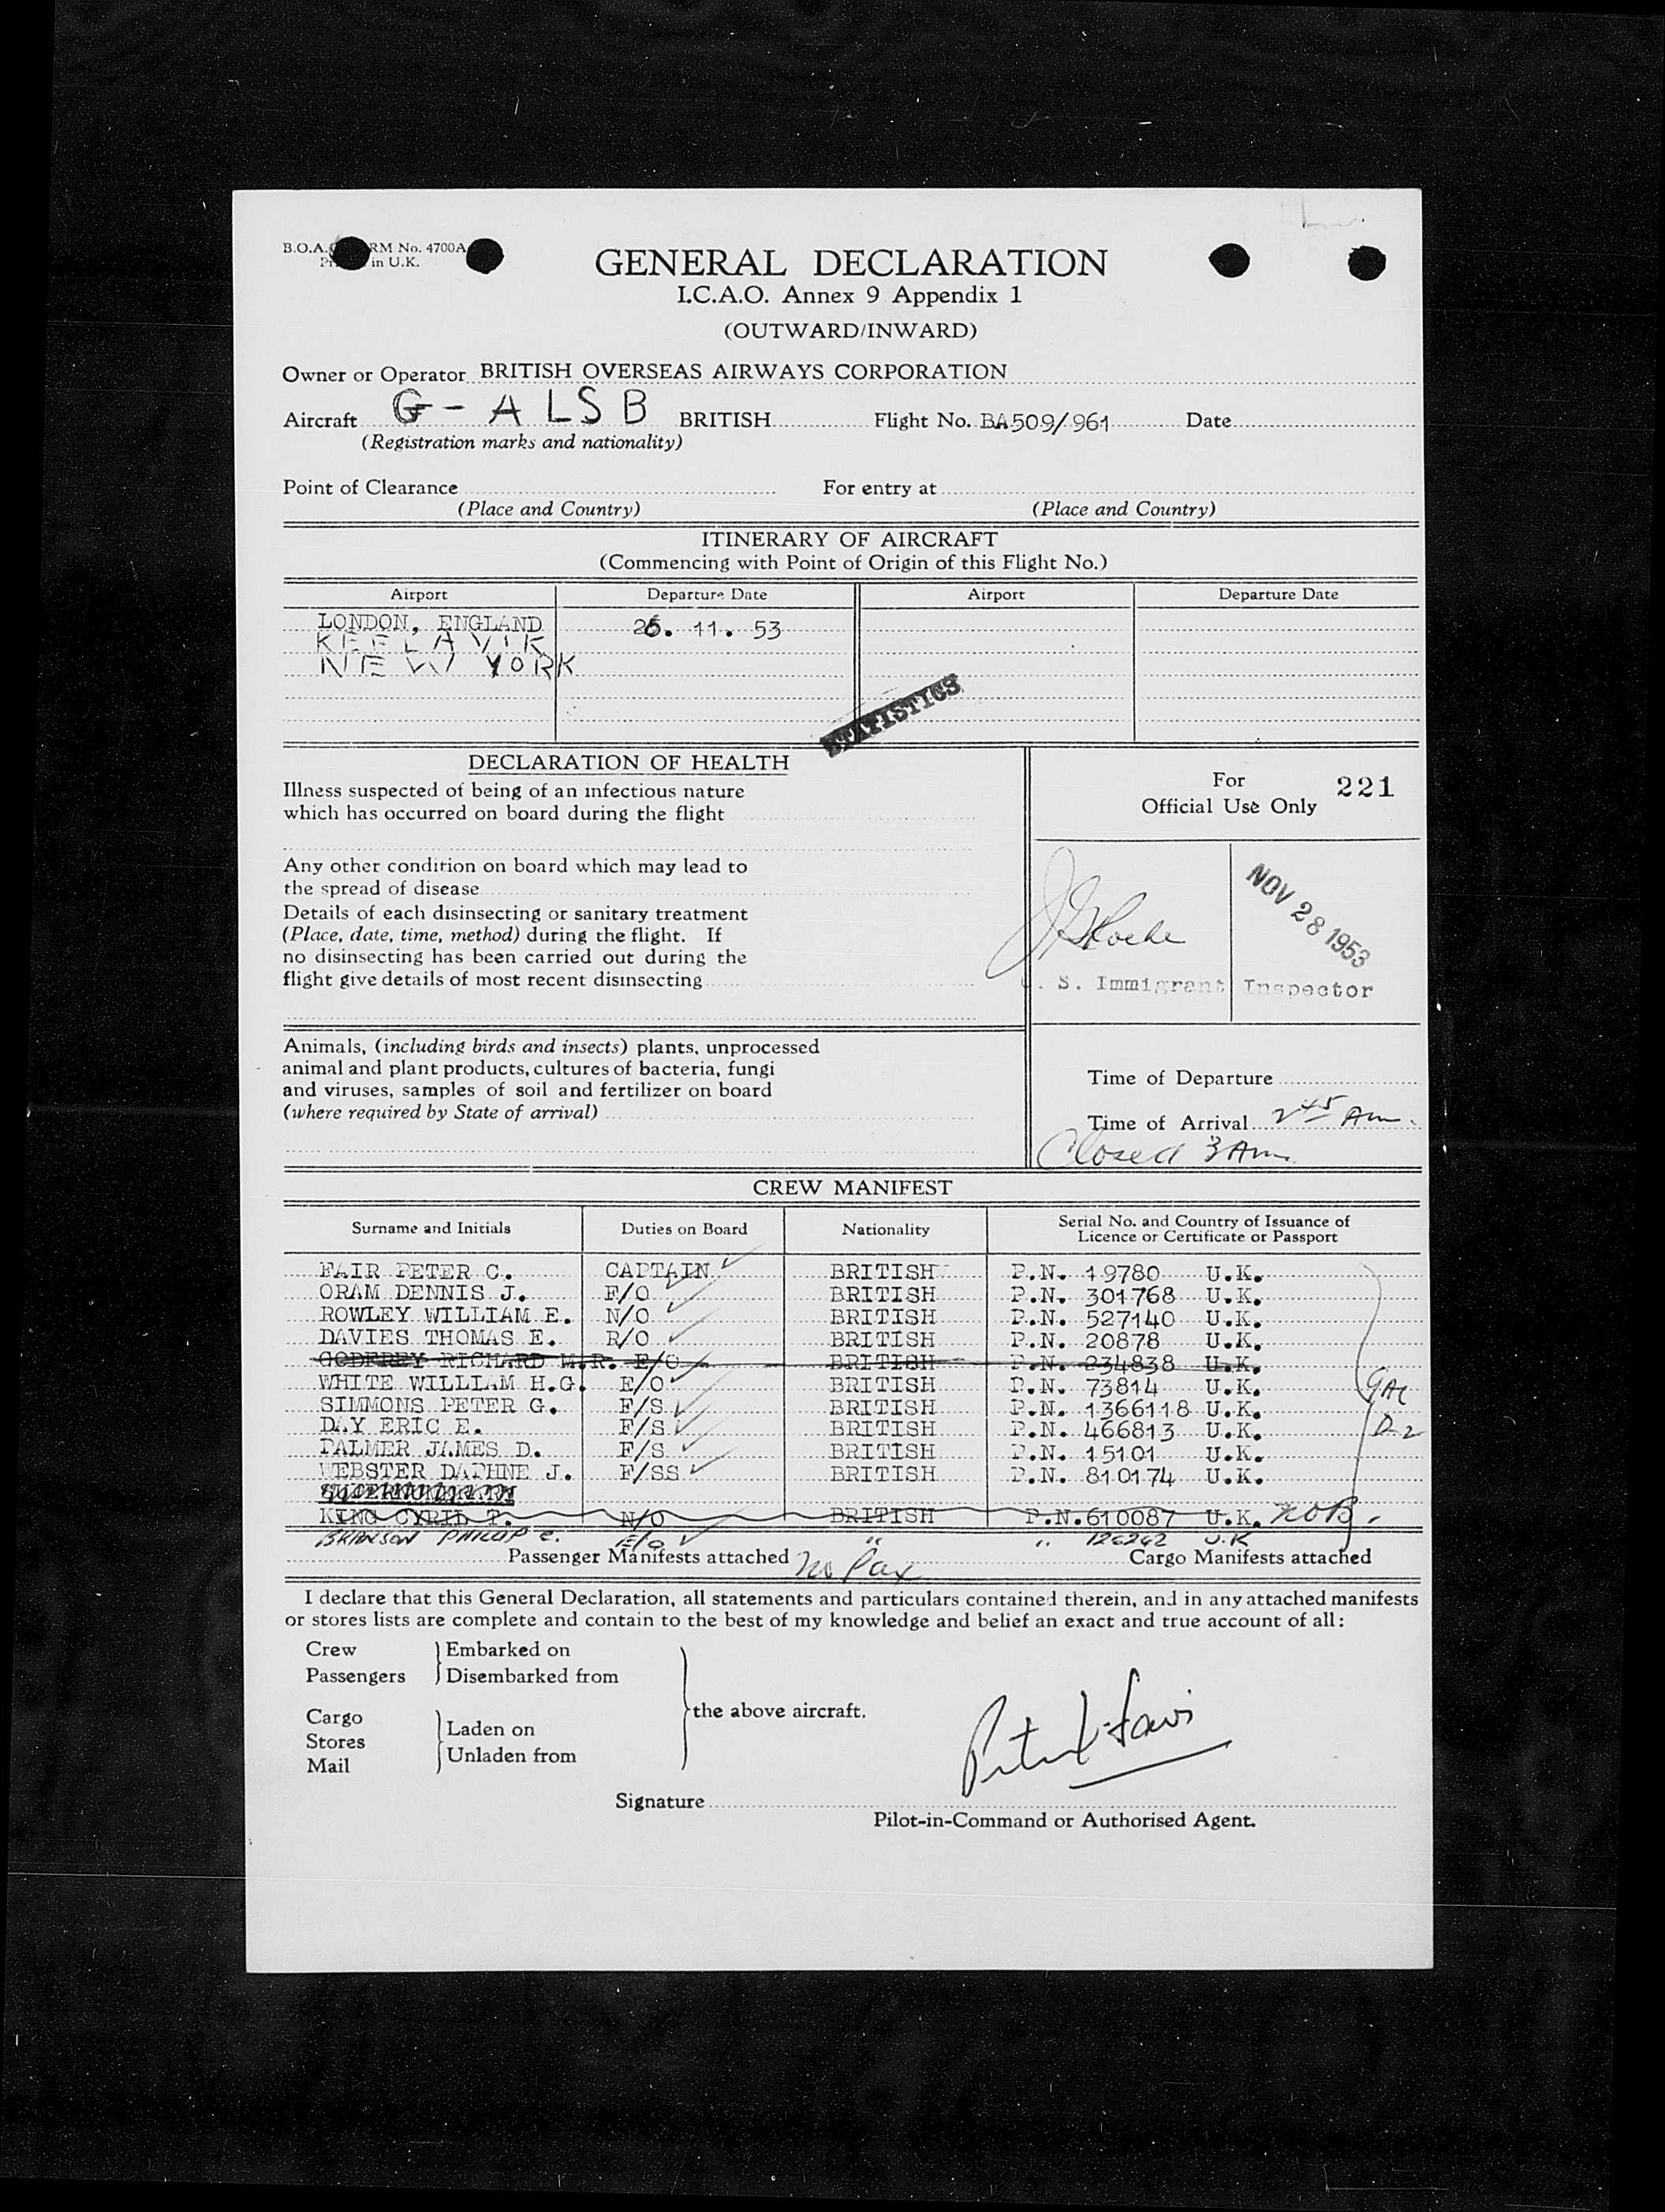 B.O.A. RM No. 4700A
in U.K.
GENERAL DECLARATION
I.C.A.O. Annex 9 Appendix 1
(OUTWARD/INWARD)
Owner or Operator BRITISH OVERSEAS AIRWAYS CORPORATION
Aircraft G-ALSB BRITISH Flight No. BA509/961 Date
(Registration marks and nationality)
Point of Clearance For entry at
(Place and Country) (Place and Country)
ITINERARY OF AIRCRAFT
(Commencing with Point of Origin of this Flight No.)
Airport Departure Date Airport Departure Date
LONDON, ENGLAND 26. 11. 53
KEFLAVIK
NEW YORK
STATISTICS
DECLARATION OF HEALTH
Illness suspected of being of an infectious nature
which has occurred on board during the flight
For
Official Use Only 221
Any other condition on board which may lead to
the spread of disease
Details of each disinsecting or sanitary treatment
(Place, date, time, method) during the flight. If
no disinsecting has been carried out during the
flight give details of most recent disinsecting
NOV 28 1953
S. Immigrant Inspector
Animals, (including birds and insects) plants, unprocessed
animal and plant products, cultures of bacteria, fungi
and viruses, samples of soil and fertilizer on board
(where required by State of arrival)
Time of Departure
Time of Arrival 2 45 Am.
Closed 3 Am
CREW MANIFEST
Surname and Initials Duties on Board Nationality Serial No. and Country of Issuance of
Licence or Certificate or Passport
FAIR PETER C. CAPTAIN BRITISH P.N. 19780 U.K.
ORAM DENNIS J. F/O BRITISH P.N. 301768 U.K.
ROWLEY WILLIAM E. N/O BRITISH P.N. 527140 U.K.
DAVIES THOMAS E. R/O BRITISH P.N. 20878 U.K.
GODFREY RICHARD M.R. E/O BRITISH P.N. 234838 U.K.
WHITE WILLIAM H.G. E/O BRITISH P.N. 73814 U.K.
SIMMONS PETER G. F/S BRITISH P.N. 1366118 U.K.
DAY ERIC E. F/S BRITISH P.N. 466813 U.K.
PALMER JAMES D. F/S BRITISH P.N. 15101 U.K.
WEBSTER DAPHNE J. F/SS BRITISH P.N. 810174 U.K.
D-2
SUPERNUMERARY
KING CYRIL P. N/O BRITISH P.N. 610087 U.K. NOB.
PHILLIP C. E/O " " 126262 U.K
Passenger Manifests attached No Pax Cargo Manifests attached
I declare that this General Declaration, all statements and particulars contained therein, and in any attached manifests
or stores lists are complete and contain to the best of my knowledge and belief an exact and true account of all:
Crew Embarked on
Passengers Disembarked from
the above aircraft.
Cargo
Stores Laden on
Mail Unladen from
Signature
Pilot-in-Command or Authorised Agent.